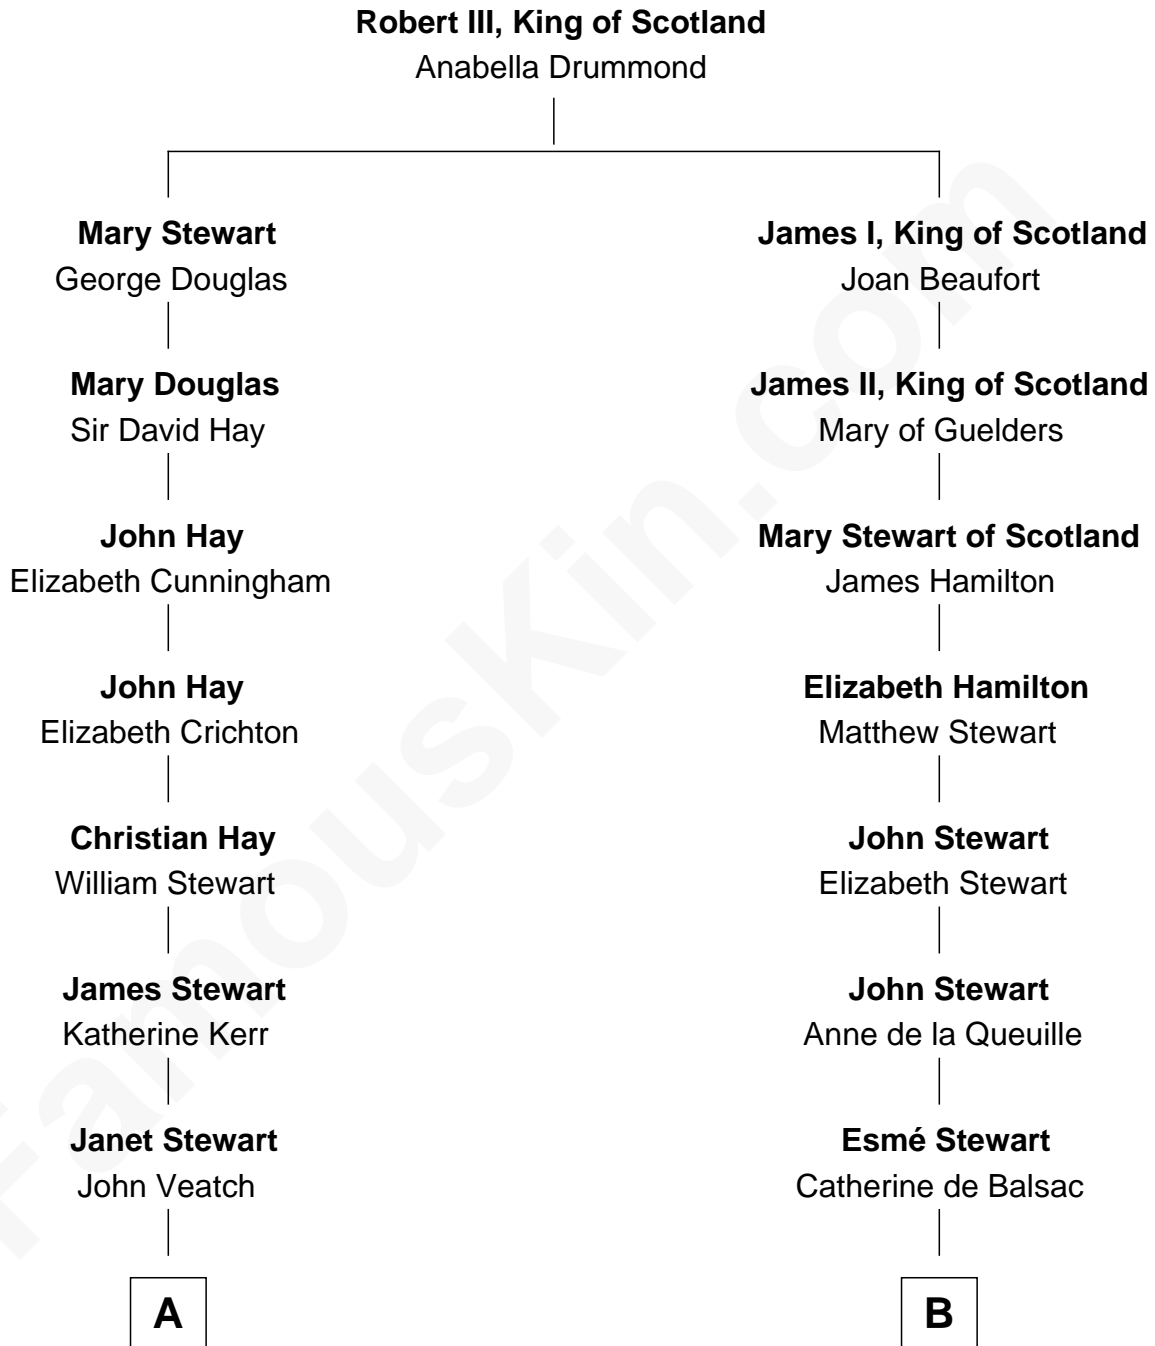 Robert III, King of Scotland
Anabella Drummond
Mary Stewart
George Douglas
James I, King of Scotland
Joan Beaufort
Mary Douglas
Sir David Hay
James II, King of Scotland
Mary of Guelders
John Hay
Elizabeth Cunningham
Mary Stewart of Scotland
James Hamilton
John Hay
Elizabeth Crichton
Elizabeth Hamilton
Matthew Stewart
Christian Hay
William Stewart
John Stewart
Elizabeth Stewart
James Stewart
Katherine Kerr
John Stewart
Anne de la Queuille
Janet Stewart
John Veatch
Esmé Stewart
Catherine de Balsac
A
B
FamousKin.com